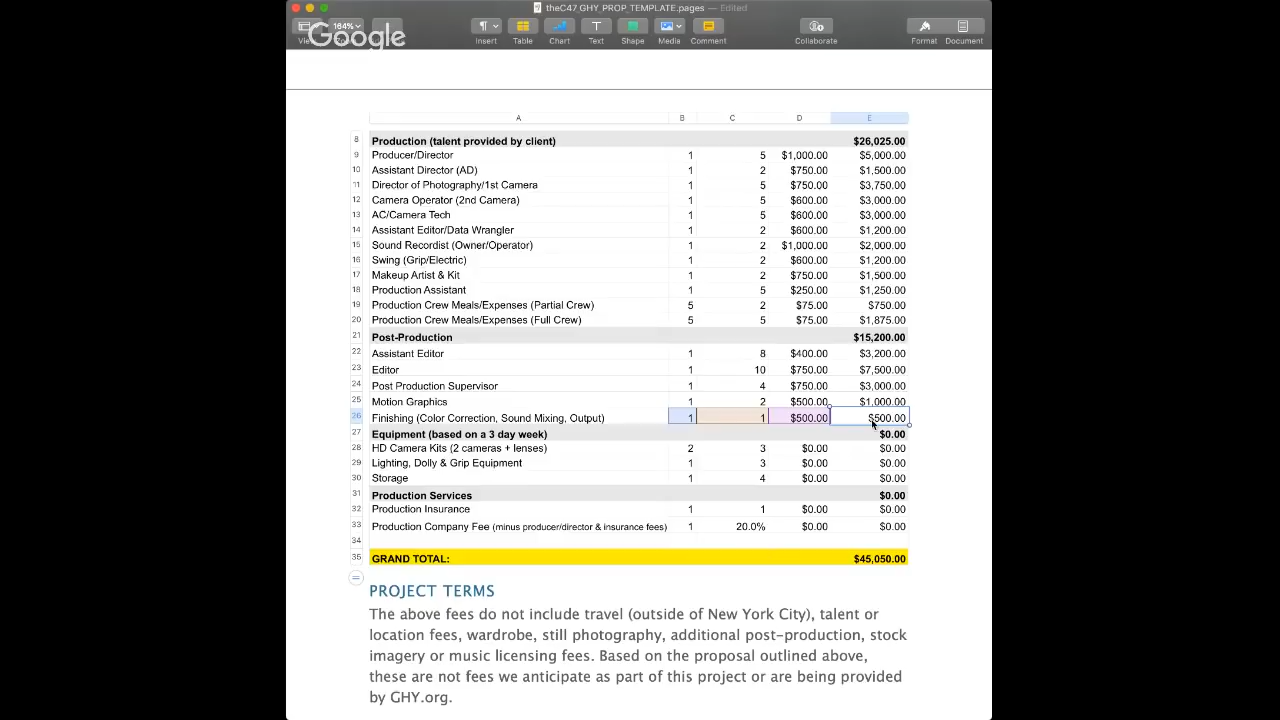 theC47_GHY_PROP_TEMPLATE.pages — Edited
164%
Google
Insert Table Chart Text Shape Media Comment Collaborate Format Document
A B C D E
8 Production (talent provided by client) $26,025.00
9 Producer/Director 1 5 $1,000.00 $5,000.00
10 Assistant Director (AD) 1 2 $750.00 $1,500.00
11 Director of Photography/1st Camera 1 5 $750.00 $3,750.00
12 Camera Operator (2nd Camera) 1 5 $600.00 $3,000.00
13 AC/Camera Tech 1 5 $600.00 $3,000.00
14 Assistant Editor/Data Wrangler 1 2 $600.00 $1,200.00
15 Sound Recordist (Owner/Operator) 1 2 $1,000.00 $2,000.00
16 Swing (Grip/Electric) 1 2 $600.00 $1,200.00
17 Makeup Artist & Kit 1 2 $750.00 $1,500.00
18 Production Assistant 1 5 $250.00 $1,250.00
19 Production Crew Meals/Expenses (Partial Crew) 5 2 $75.00 $750.00
20 Production Crew Meals/Expenses (Full Crew) 5 5 $75.00 $1,875.00
21 Post-Production $15,200.00
22 Assistant Editor 1 8 $400.00 $3,200.00
23 Editor 1 10 $750.00 $7,500.00
24 Post Production Supervisor 1 4 $750.00 $3,000.00
25 Motion Graphics 1 2 $500.00 $1,000.00
26 Finishing (Color Correction, Sound Mixing, Output) 1 1 $500.00 $500.00
27 Equipment (based on a 3 day week) $0.00
28 HD Camera Kits (2 cameras + lenses) 2 3 $0.00 $0.00
29 Lighting, Dolly & Grip Equipment 1 3 $0.00 $0.00
30 Storage 1 4 $0.00 $0.00
31 Production Services $0.00
32 Production Insurance 1 1 $0.00 $0.00
33 Production Company Fee (minus producer/director & insurance fees) 1 20.0% $0.00 $0.00
34
35 GRAND TOTAL: $45,050.00
PROJECT TERMS
The above fees do not include travel (outside of New York City), talent or
location fees, wardrobe, still photography, additional post-production, stock
imagery or music licensing fees. Based on the proposal outlined above,
these are not fees we anticipate as part of this project or are being provided
by GHY.org.